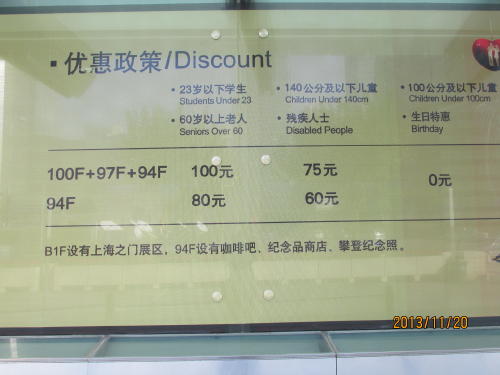 ▪ 优惠政策/Discount
• 23岁以下学生 • 140公分及以下儿童 • 100公分及以下儿童
Students Under 23 Children Under 140cm Children Under 100cm
• 60岁以上老人 • 残疾人士 • 生日特惠
Seniors Over 60 Disabled People Birthday
100F+97F+94F 100元 75元 0元
94F 80元 60元
B1F设有上海之门展区，94F设有咖啡吧、纪念品商店、攀登纪念照。
2013/11/20